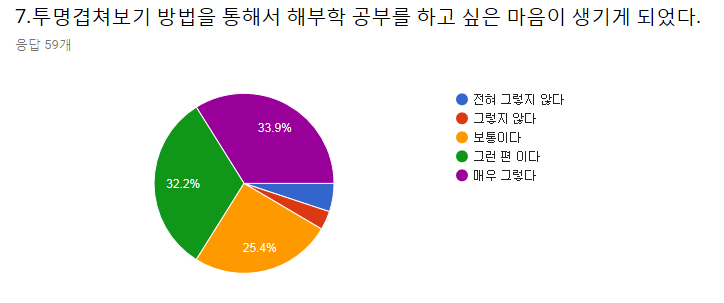 7.투명겹쳐보기 방법을 통해서 해부학 공부를 하고 싶은 마음이 생기게 되었다.
응답 59개
33.9%
32.2%
25.4%
전혀 그렇지 않다
그렇지 않다
보통이다
그런 편 이다
매우 그렇다